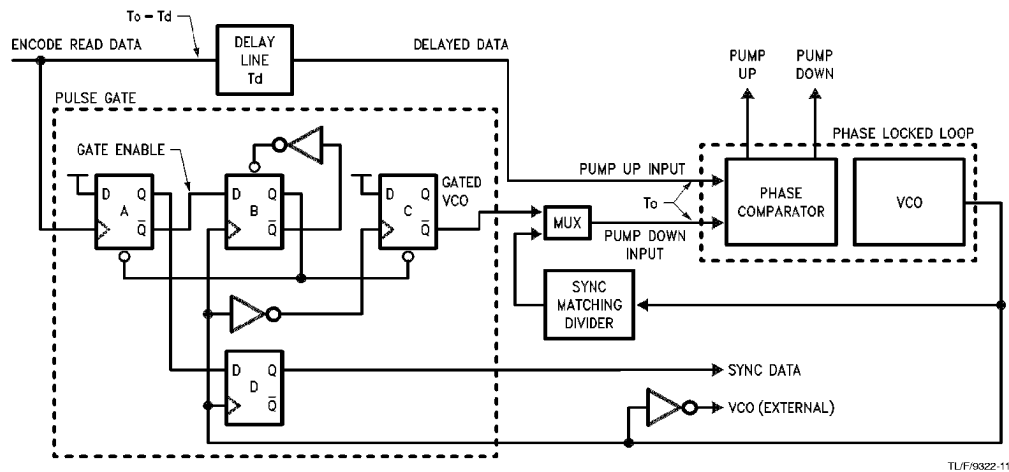 To – Td
ENCODE READ DATA
DELAY
LINE
Td
DELAYED DATA
PUMP
UP
PUMP
DOWN
PULSE GATE
PHASE LOCKED LOOP
GATE ENABLE
GATED
VCO
PUMP UP INPUT
To
PUMP DOWN
INPUT
PHASE
COMPARATOR
VCO
D Q
A
Q̅
D Q
B
Q̅
D Q
C
Q̅
MUX
SYNC
MATCHING
DIVIDER
D Q
D
Q̅
SYNC DATA
VCO (EXTERNAL)
TL/F/9322-11